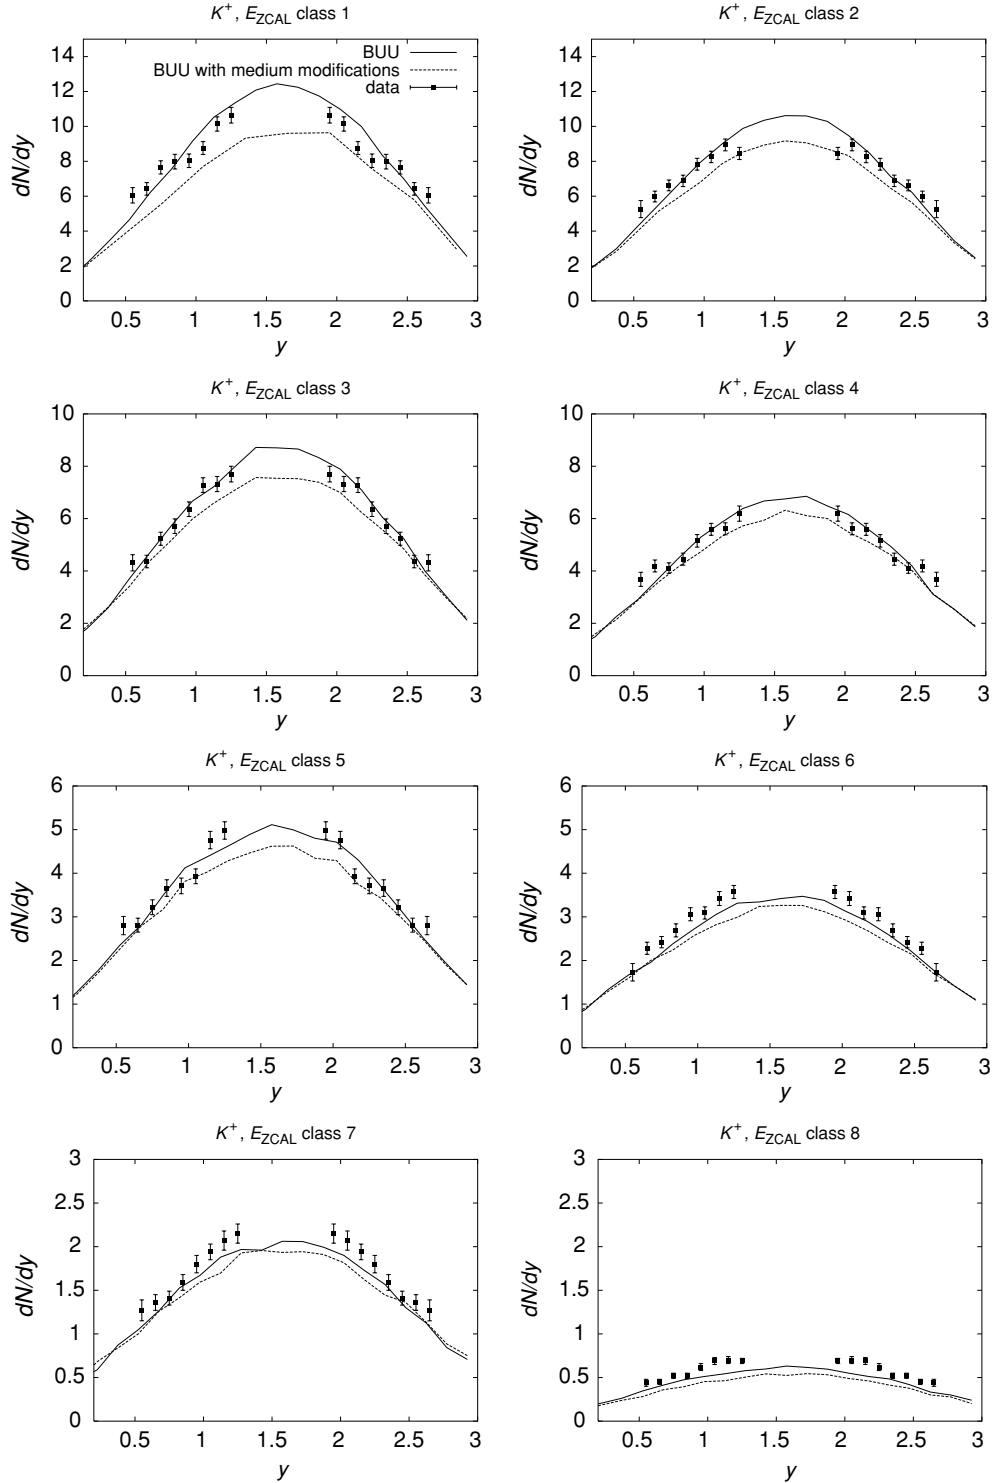 K⁺, E_ZCAL class 1
K⁺, E_ZCAL class 2
14
12
10
8
6
4
2
0
dN/dy
BUU
BUU with medium modifications
data
0.5 1 1.5 2 2.5 3
y
14
12
10
8
6
4
2
0
dN/dy
0.5 1 1.5 2 2.5 3
y
K⁺, E_ZCAL class 3
K⁺, E_ZCAL class 4
10
8
6
4
2
0
dN/dy
0.5 1 1.5 2 2.5 3
y
10
8
6
4
2
0
dN/dy
0.5 1 1.5 2 2.5 3
y
K⁺, E_ZCAL class 5
K⁺, E_ZCAL class 6
6
5
4
3
2
1
0
dN/dy
0.5 1 1.5 2 2.5 3
y
6
5
4
3
2
1
0
dN/dy
0.5 1 1.5 2 2.5 3
y
K⁺, E_ZCAL class 7
K⁺, E_ZCAL class 8
3
2.5
2
1.5
1
0.5
0
dN/dy
0.5 1 1.5 2 2.5 3
y
3
2.5
2
1.5
1
0.5
0
dN/dy
0.5 1 1.5 2 2.5 3
y